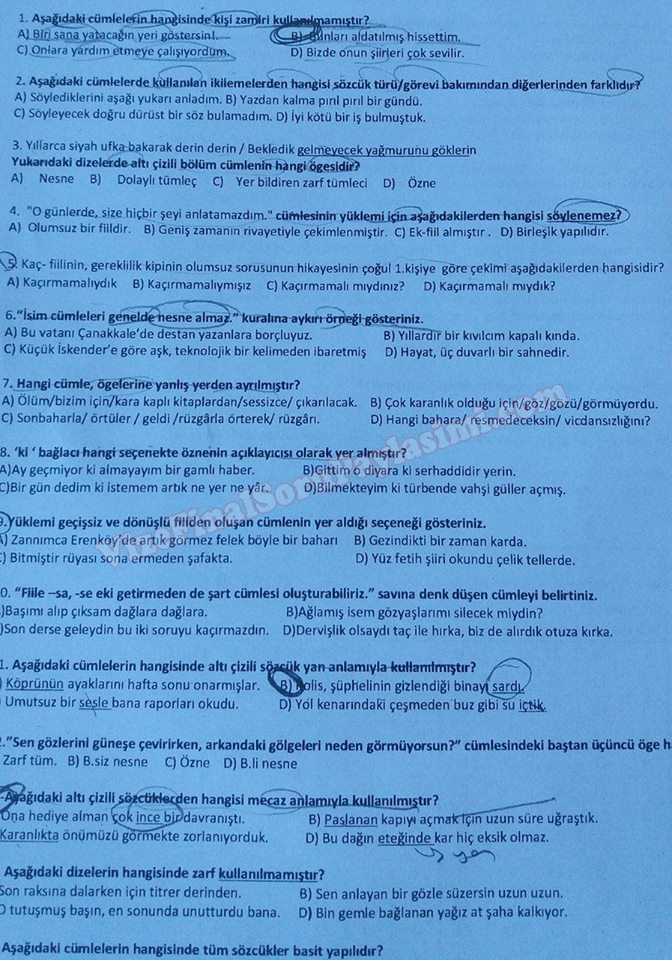 1. Aşağıdaki cümlelerin hangisinde kişi zamiri kullanılmamıştır?
A) Biri sana yatacağın yeri göstersin!. B) Bunları aldatılmış hissettim.
C) Onlara yardım etmeye çalışıyordum. D) Bizde onun şiirleri çok sevilir.
2. Aşağıdaki cümlelerde kullanılan ikilemelerden hangisi sözcük türü/görevi bakımından diğerlerinden farklıdır?
A) Söylediklerini aşağı yukarı anladım. B) Yazdan kalma pırıl pırıl bir gündü.
C) Söyleyecek doğru dürüst bir söz bulamadım. D) İyi kötü bir iş bulmuştuk.
3. Yıllarca siyah ufka bakarak derin derin / Bekledik gelmeyecek yağmurunu göklerin
Yukarıdaki dizelerde altı çizili bölüm cümlenin hangi ögesidir?
A) Nesne B) Dolaylı tümleç C) Yer bildiren zarf tümleci D) Özne
4. "O günlerde, size hiçbir şeyi anlatamazdım." cümlesinin yüklemi için aşağıdakilerden hangisi söylenemez?
A) Olumsuz bir fiildir. B) Geniş zamanın rivayetiyle çekimlenmiştir. C) Ek-fiil almıştır . D) Birleşik yapılıdır.
5. Kaç- fiilinin, gereklilik kipinin olumsuz sorusunun hikayesinin çoğul 1.kişiye göre çekimi aşağıdakilerden hangisidir?
A) Kaçırmamalıydık B) Kaçırmamalıymışız C) Kaçırmamalı mıydınız? D) Kaçırmamalı mıydık?
6."İsim cümleleri genelde nesne almaz." kuralına aykırı örneği gösteriniz.
A) Bu vatanı Çanakkale'de destan yazanlara borçluyuz. B) Yıllardır bir kıvılcım kapalı kında.
C) Küçük İskender'e göre aşk, teknolojik bir kelimeden ibaretmiş D) Hayat, üç duvarlı bir sahnedir.
7. Hangi cümle, ögelerine yanlış yerden ayrılmıştır?
A) Ölüm/bizim için/kara kaplı kitaplardan/sessizce/ çıkarılacak. B) Çok karanlık olduğu için/göz/gözü/görmüyordu.
C) Sonbaharla/ örtüler / geldi /rüzgârla örterek/ rüzgârı. D) Hangi bahara/ resmedeceksin/ vicdansızlığını?
8. 'ki ' bağlacı hangi seçenekte öznenin açıklayıcısı olarak yer almıştır?
A)Ay geçmiyor ki almayayım bir gamlı haber. B)Gittim o diyara ki serhaddidir yerin.
C)Bir gün dedim ki istemem artık ne yer ne yâr. D)Bilmekteyim ki türbende vahşi güller açmış.
9.Yüklemi geçişsiz ve dönüşlü fiilden oluşan cümlenin yer aldığı seçeneği gösteriniz.
A) Zannımca Erenköy'de artık görmez felek böyle bir baharı B) Gezindikti bir zaman karda.
C) Bitmiştir rüyası son ermeden şafakta. D) Yüz fetih şiiri okundu çelik tellerde.
0. "Fiile –sa, -se eki getirmeden de şart cümlesi oluşturabiliriz." savına denk düşen cümleyi belirtiniz.
)Başımı alıp çıksam dağlara dağlara. B)Ağlamış isem gözyaşlarımı silecek miydin?
)Son derse geleydin bu iki soruyu kaçırmazdın. D)Dervişlik olsaydı taç ile hırka, biz de alırdık otuza kırka.
1. Aşağıdaki cümlelerin hangisinde altı çizili sözcük yan anlamıyla kullanılmıştır?
) Köprünün ayaklarını hafta sonu onarmışlar. B) Polis, şüphelinin gizlendiği binayı sardı.
Umutsuz bir sesle bana raporları okudu. D) Yol kenarındaki çeşmeden buz gibi su içtik.
."Sen gözlerini güneşe çevirirken, arkandaki gölgeleri neden görmüyorsun?" cümlesindeki baştan üçüncü öge ha
Zarf tüm. B) B.siz nesne C) Özne D) B.li nesne
Aşağıdaki altı çizili sözcüklerden hangisi mecaz anlamıyla kullanılmıştır?
Ona hediye alman çok ince bir davranıştı. B) Paslanan kapıyı açmak için uzun süre uğraştık.
Karanlıkta önümüzü görmekte zorlanıyorduk. D) Bu dağın eteğinde kar hiç eksik olmaz.
Aşağıdaki dizelerin hangisinde zarf kullanılmamıştır?
Son raksına dalarken için titrer derinden. B) Sen anlayan bir gözle süzersin uzun uzun.
O tutuşmuş başın, en sonunda unutturdu bana. D) Bin gemle bağlanan yağız at şaha kalkıyor.
Aşağıdaki cümlelerin hangisinde tüm sözcükler basit yapılıdır?